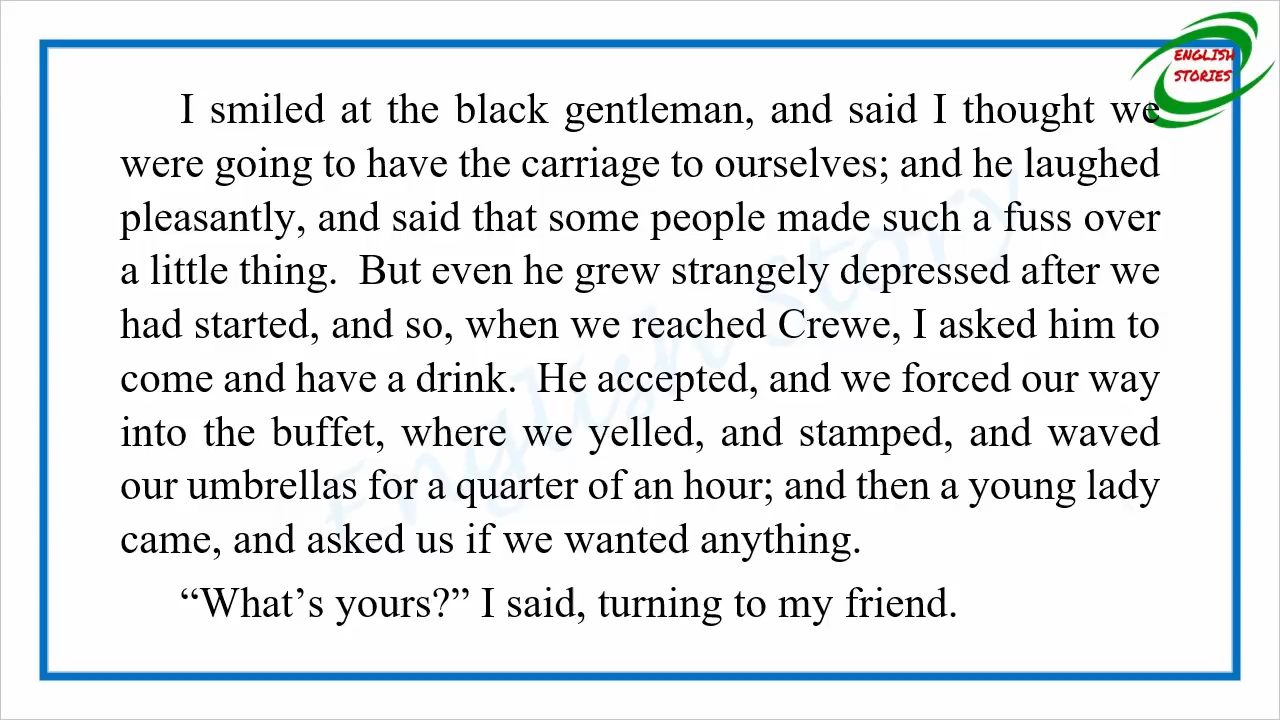 ENGLISH
STORIES
I smiled at the black gentleman, and said I thought we
were going to have the carriage to ourselves; and he laughed
pleasantly, and said that some people made such a fuss over
a little thing.  But even he grew strangely depressed after we
had started, and so, when we reached Crewe, I asked him to
come and have a drink.  He accepted, and we forced our way
into the buffet, where we yelled, and stamped, and waved
our umbrellas for a quarter of an hour; and then a young lady
came, and asked us if we wanted anything.
“What’s yours?” I said, turning to my friend.
English Story